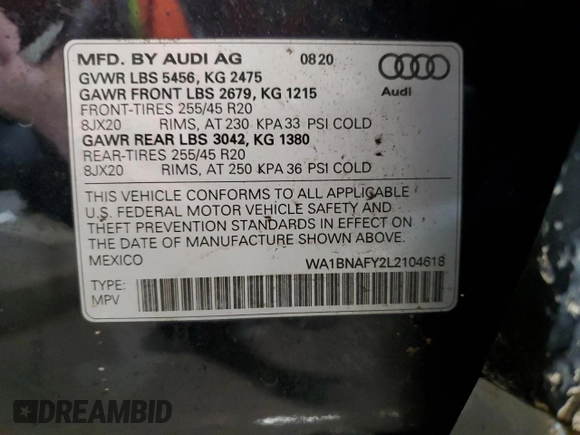 MFD. BY AUDI AG 08 20
GVWR LBS 5456, KG 2475
GAWR FRONT LBS 2679, KG 1215
FRONT-TIRES 255/45 R20
8JX20 RIMS, AT 230 KPA 33 PSI COLD
GAWR REAR LBS 3042, KG 1380
REAR-TIRES 255/45 R20
8JX20 RIMS, AT 250 KPA 36 PSI COLD
Audi
THIS VEHICLE CONFORMS TO ALL APPLICABLE
U.S. FEDERAL MOTOR VEHICLE SAFETY AND
THEFT PREVENTION STANDARDS IN EFFECT ON
THE DATE OF MANUFACTURE SHOWN ABOVE.
MEXICO WA1BNAFY2L2104618
TYPE:
MPV
DREAMBID